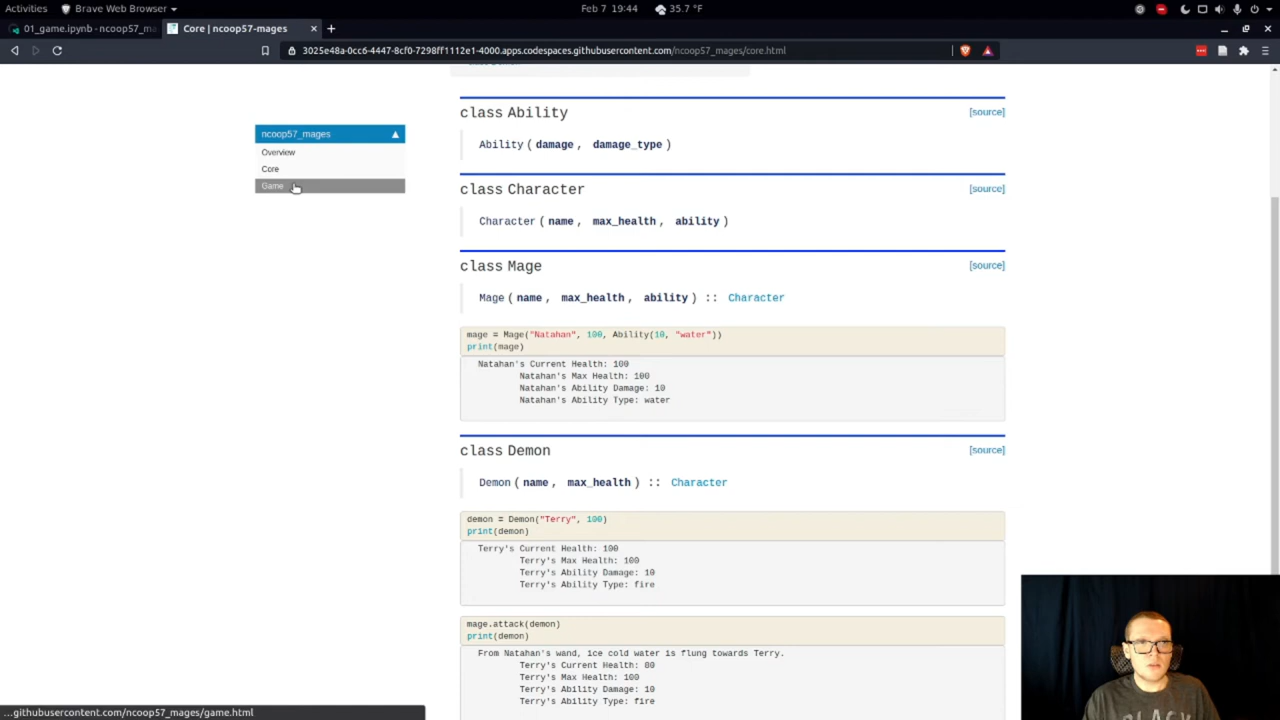 Activities Brave Web Browser Feb 7 19:44 35.7 °F
01_game.ipynb - ncoop57_ma
Core | ncoop57-mages
3025e48a-0cc6-4447-8cf0-7298ff1112e1-4000.apps.codespaces.githubusercontent.com/ncoop57_mages/core.html
ncoop57_mages
Overview
Core
Game
class Ability [source]
Ability ( damage , damage_type )
class Character [source]
Character ( name , max_health , ability )
class Mage [source]
Mage ( name , max_health , ability ) :: Character
mage = Mage("Natahan", 100, Ability(10, "water"))
print(mage)
Natahan's Current Health: 100
Natahan's Max Health: 100
Natahan's Ability Damage: 10
Natahan's Ability Type: water
class Demon [source]
Demon ( name , max_health ) :: Character
demon = Demon("Terry", 100)
print(demon)
Terry's Current Health: 100
Terry's Max Health: 100
Terry's Ability Damage: 10
Terry's Ability Type: fire
mage.attack(demon)
print(demon)
From Natahan's wand, ice cold water is flung towards Terry.
Terry's Current Health: 80
Terry's Max Health: 100
Terry's Ability Damage: 10
Terry's Ability Type: fire
...githubusercontent.com/ncoop57_mages/game.html